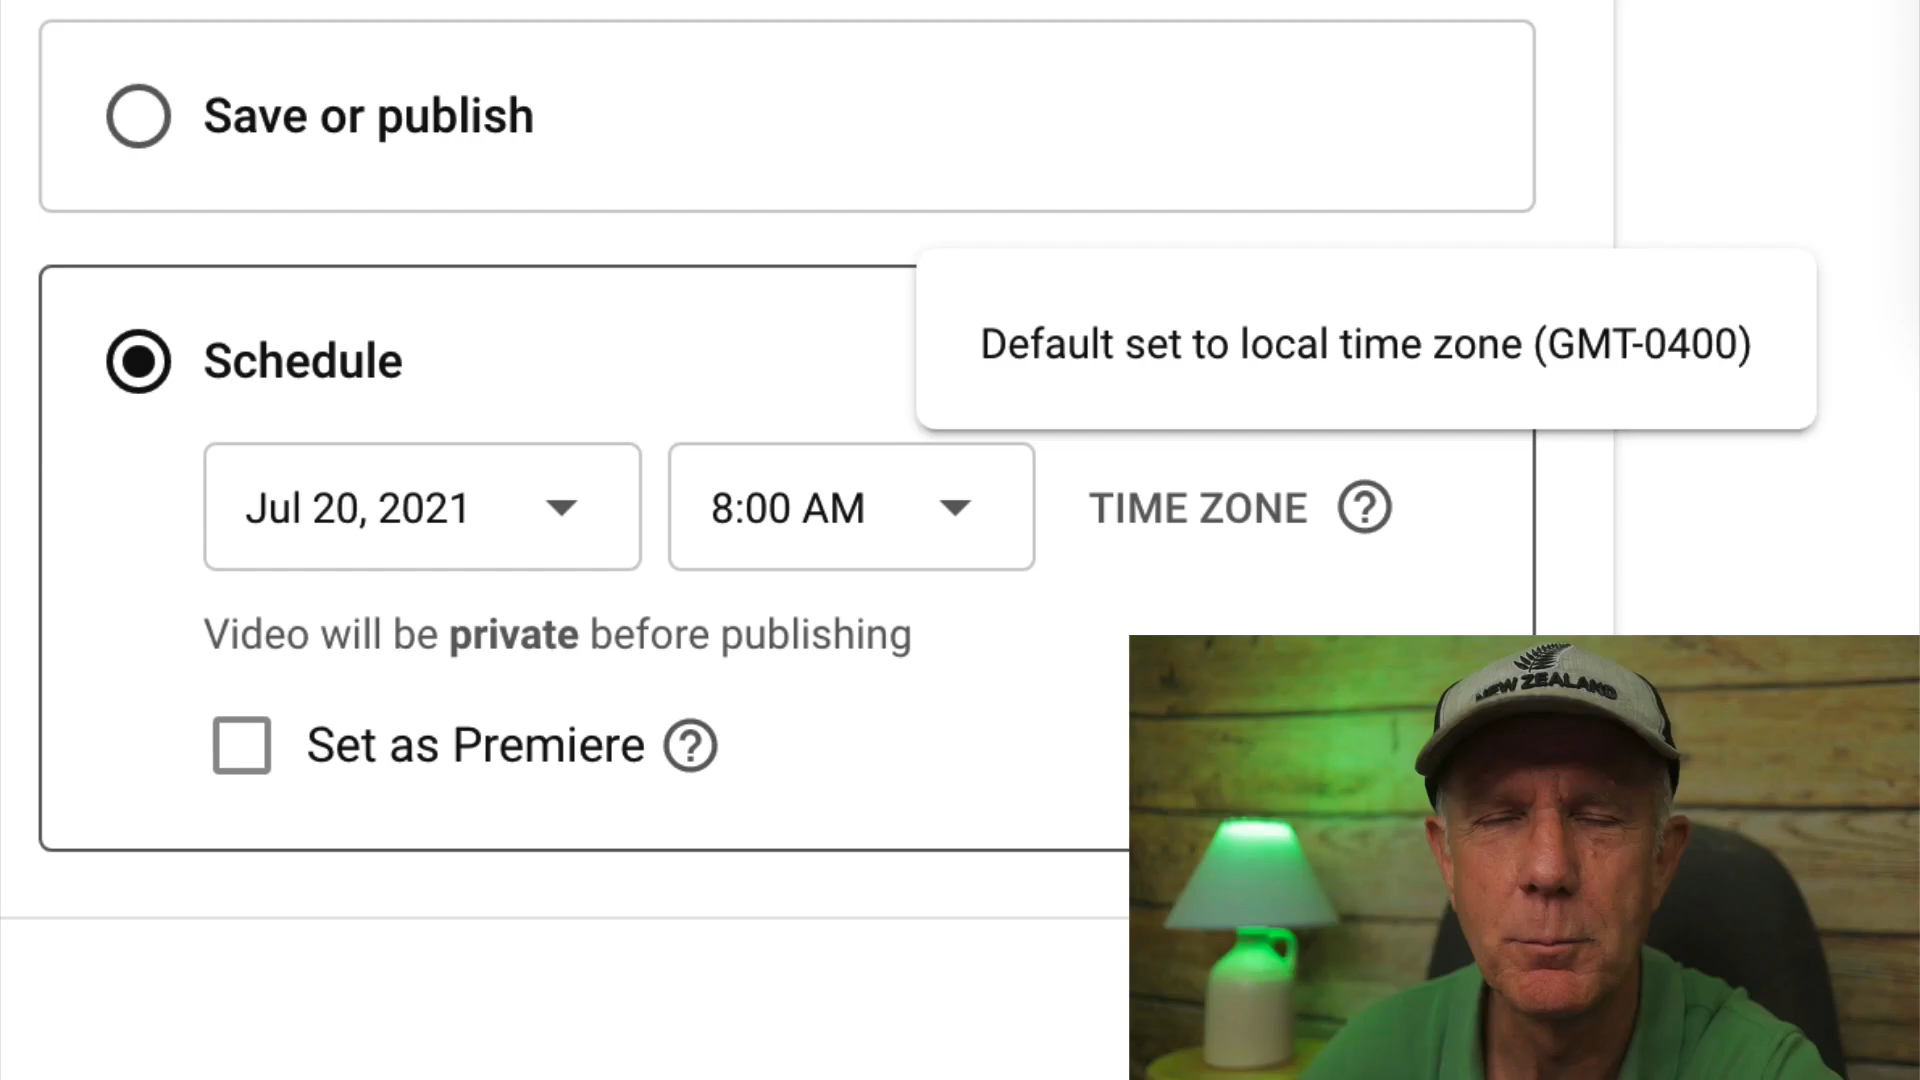 Save or publish
Schedule
Default set to local time zone (GMT-0400)
Jul 20, 2021
8:00 AM
TIME ZONE
Video will be private before publishing
Set as Premiere
NEW ZEALAND